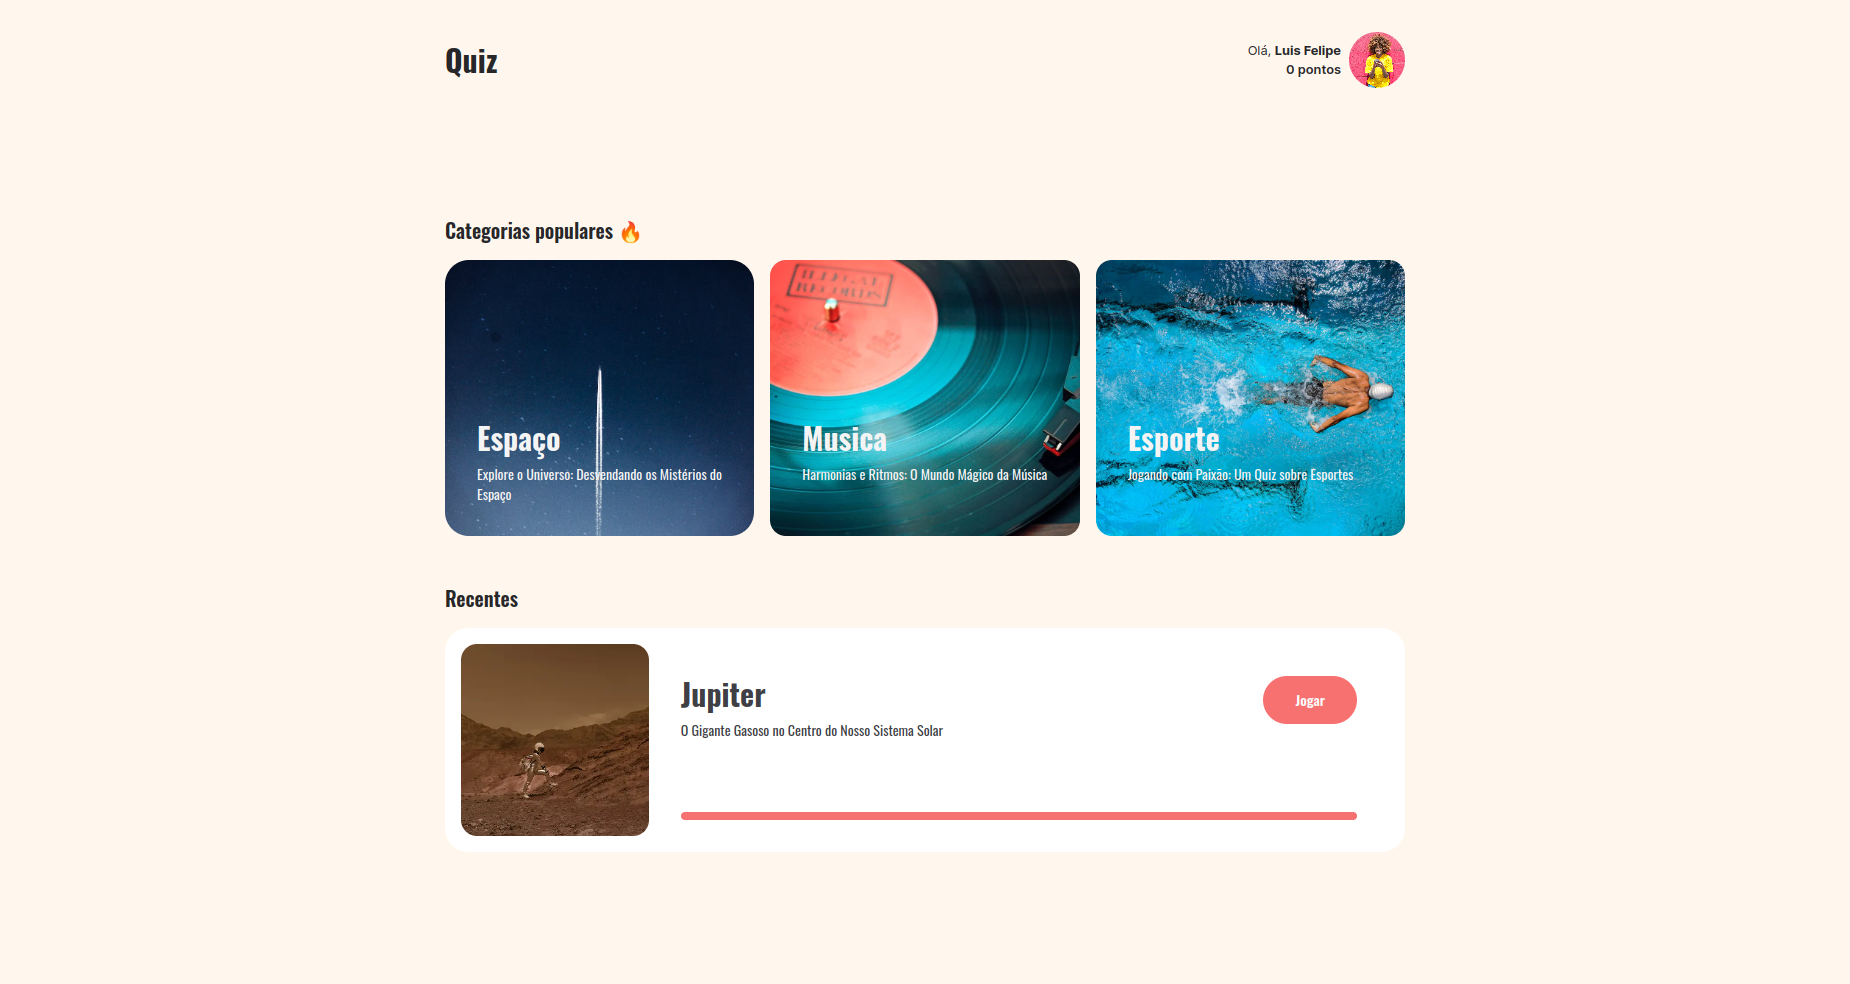 Quiz
Olá, Luis Felipe
0 pontos
Categorias populares 🔥
ILLEGAL
RECORDS
Espaço
Explore o Universo: Desvendando os Mistérios do
Espaço
Musica
Harmonias e Ritmos: O Mundo Mágico da Música
Esporte
Jogando com Paixão: Um Quiz sobre Esportes
Recentes
Jupiter
O Gigante Gasoso no Centro do Nosso Sistema Solar
Jogar